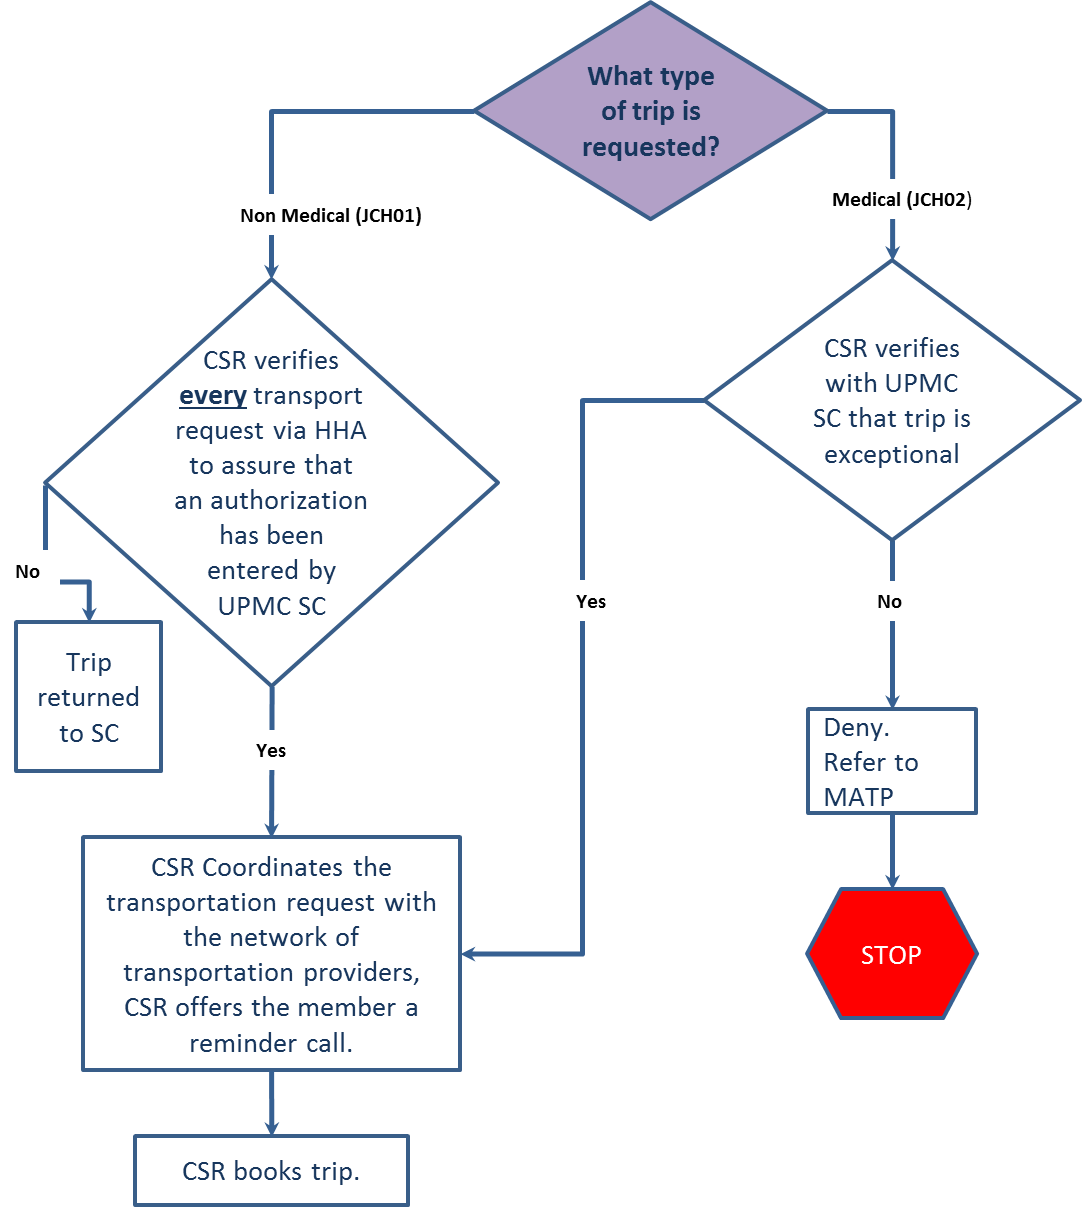 What type
of trip is
requested?
Non Medical (JCH01)
Medical (JCH02)
CSR verifies
every transport
request via HHA
to assure that
an authorization
has been
entered by
UPMC SC
CSR verifies
with UPMC
SC that trip is
exceptional
No
Trip
returned
to SC
Yes
Yes
No
Deny.
Refer to
MATP
CSR Coordinates the
transportation request with
the network of
transportation providers,
CSR offers the member a
reminder call.
STOP
CSR books trip.